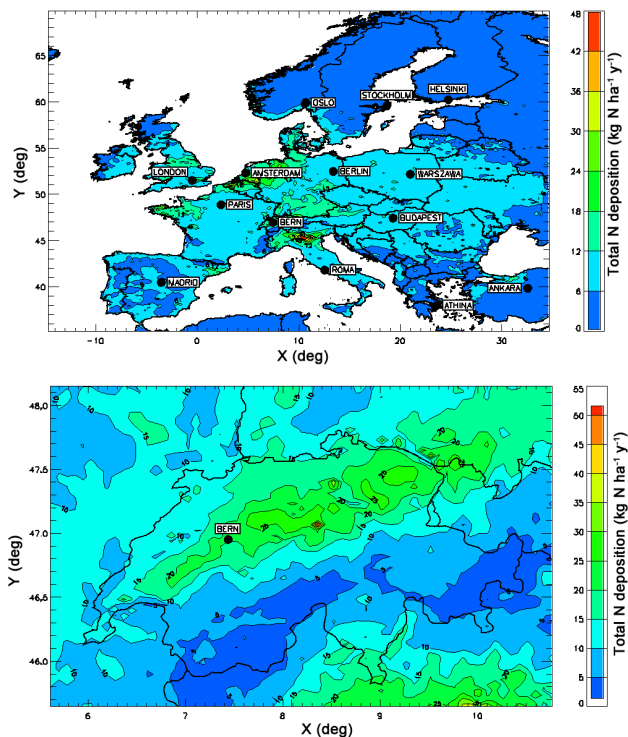 70
60
50
40
Y (deg)
OSLO
STOCKHOLM
HELSINKI
LONDON
AMSTERDAM
BERLIN
WARSZAWA
PARIS
BERN
BUDAPEST
ROMA
MADRID
ANKARA
ATHINA
-10
0
10
20
30
X (deg)
48
42
36
30
24
18
12
6
0
Total N deposition (kg N ha⁻¹ y⁻¹)
48.0
47.5
47.0
46.5
46.0
Y (deg)
BERN
6
7
8
9
10
X (deg)
65
55
50
45
40
35
30
25
20
15
10
5
0
Total N deposition (kg N ha⁻¹ y⁻¹)